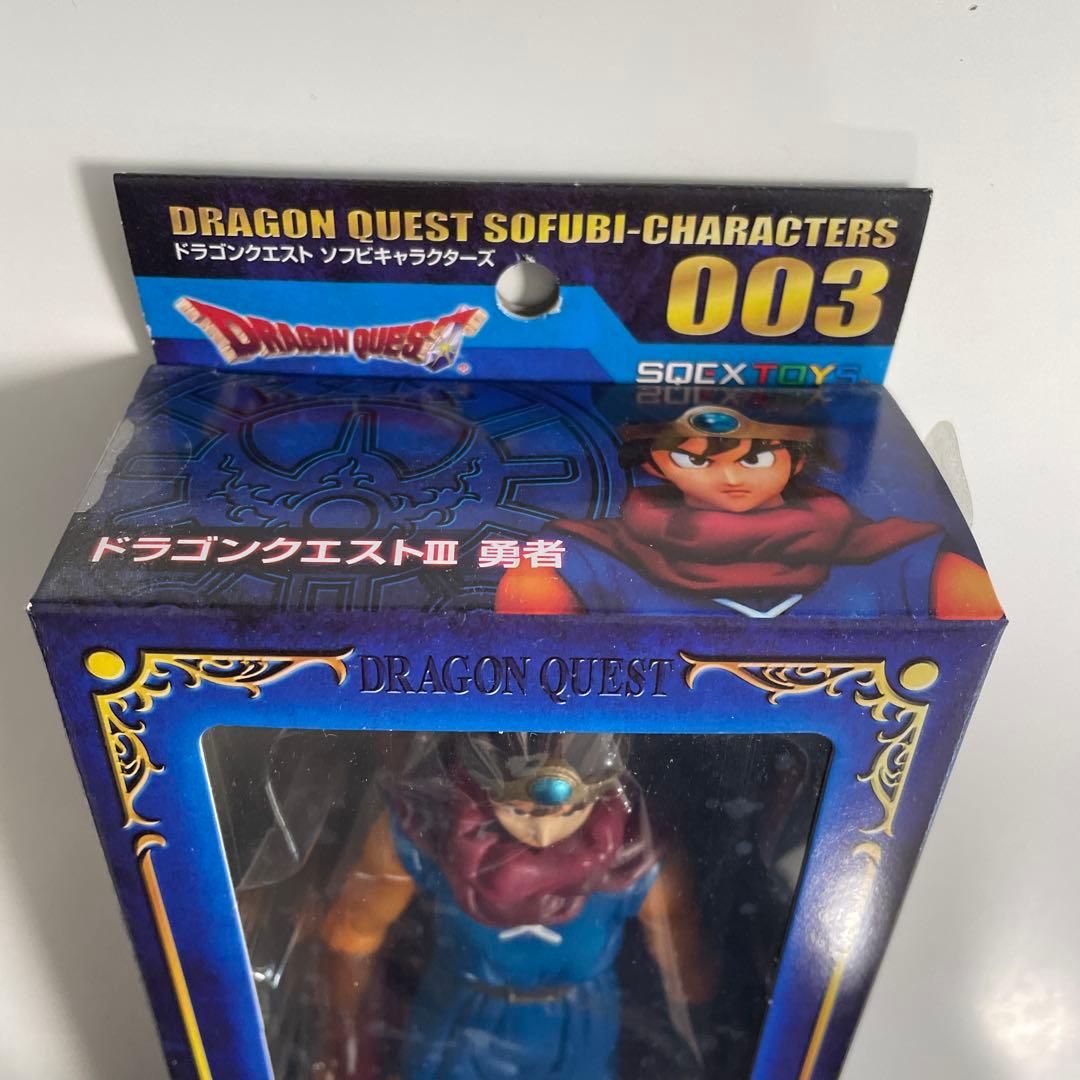 DRAGON QUEST SOFUBI-CHARACTERS
ドラゴンクエスト ソフビキャラクターズ
003
DRAGON QUEST
SQEX TOYS
ドラゴンクエストIII 勇者
DRAGON QUEST